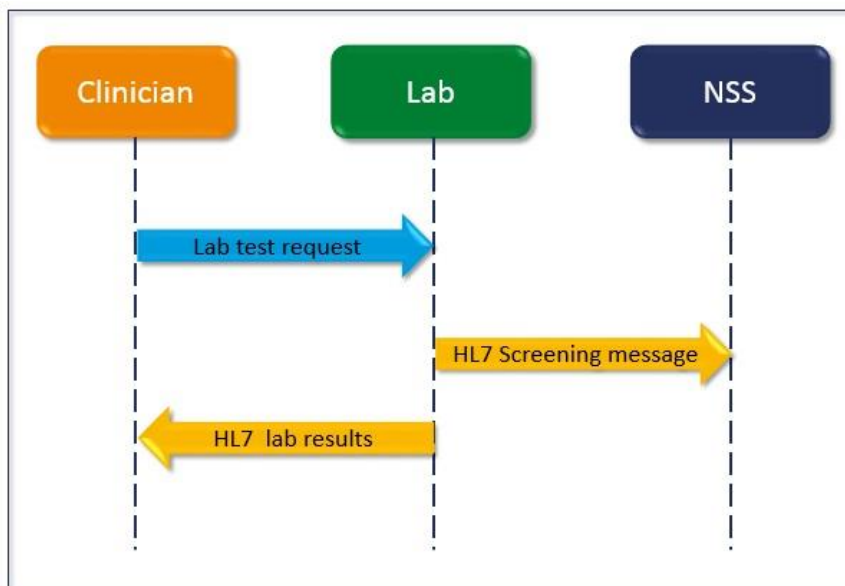 Clinician
Lab
NSS
Lab test request
HL7 Screening message
HL7 lab results